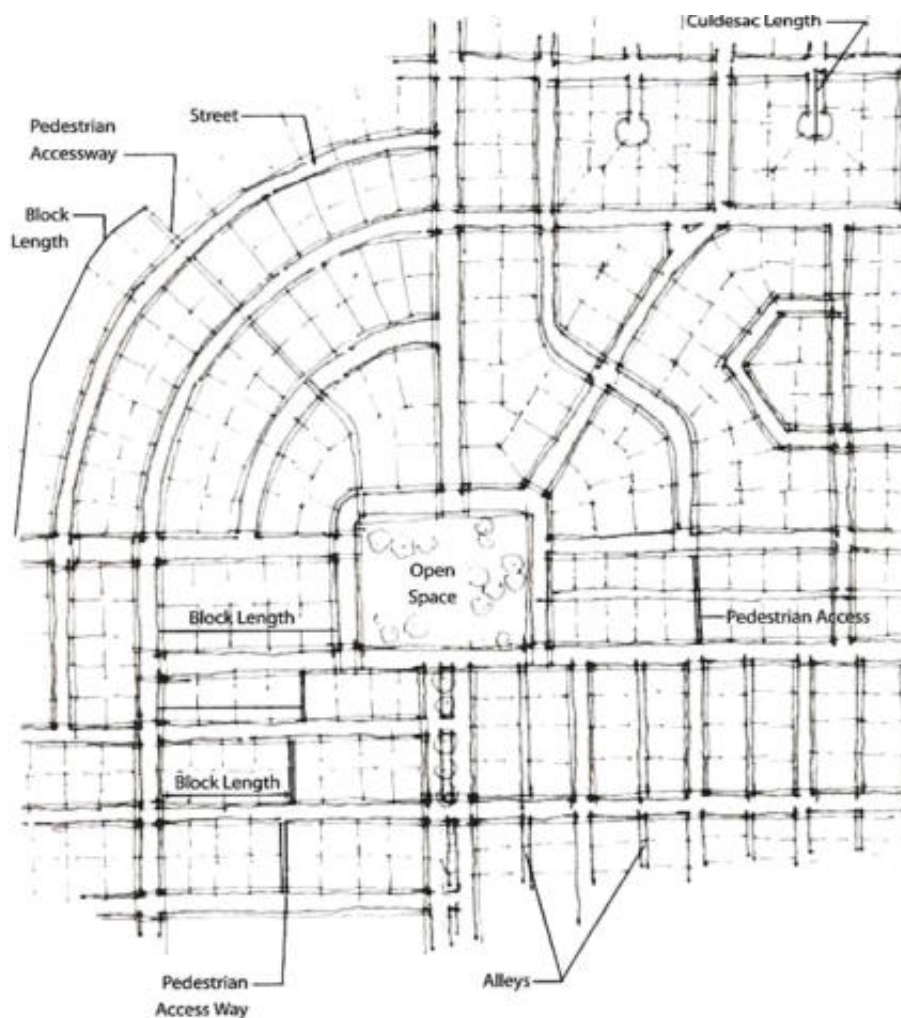 Culdesac Length
Street
Pedestrian
Accessway
Block
Length
Open
Space
Block Length
Pedestrian Access
Block Length
Pedestrian
Access Way
Alleys